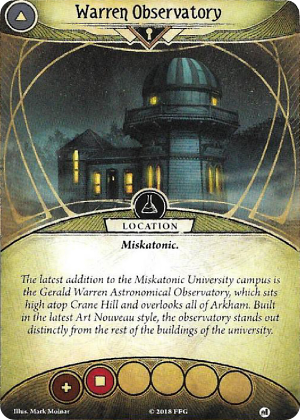 Warren Observatory
LOCATION
Miskatonic.
The latest addition to the Miskatonic University campus is
the Gerald Warren Astronomical Observatory, which sits
high atop Crane Hill and overlooks all of Arkham. Built
in the latest Art Nouveau style, the observatory stands out
distinctly from the rest of the buildings of the university.
Illus. Mark Molnar
© 2018 FFG